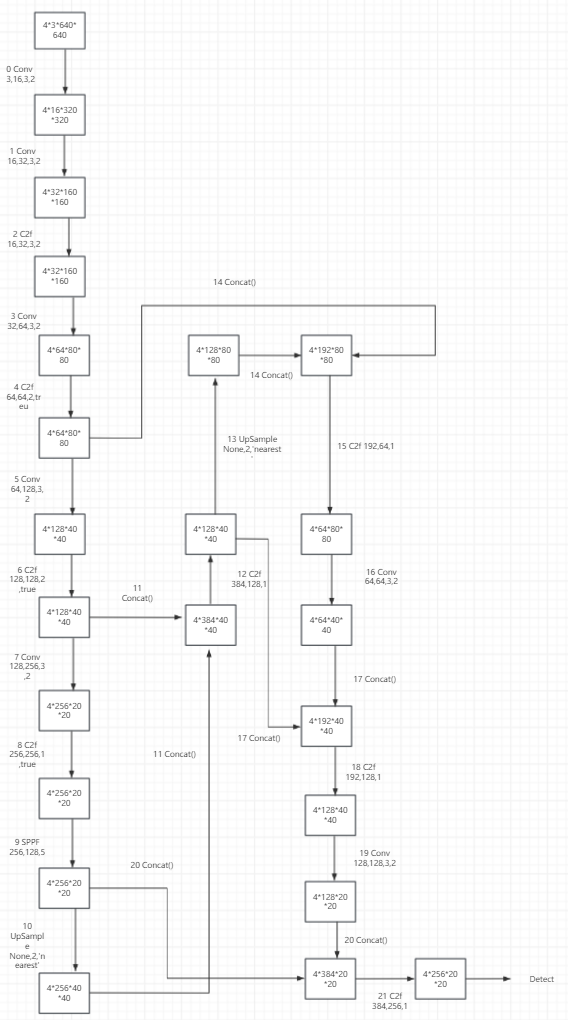 4*3*640*
640
0 Conv
3,16,3,2
4*16*320
*320
1 Conv
16,32,3,2
4*32*160
*160
2 C2f
16,32,3,2
4*32*160
*160
3 Conv
32,64,3,2
4*64*80*
80
4 C2f
64,64,2,tr
eu
4*64*80*
80
5 Conv
64,128,3,
2
4*128*40
*40
6 C2f
128,128,2
,true
4*128*40
*40
7 Conv
128,256,3
,2
4*256*20
*20
8 C2f
256,256,1
,true
4*256*20
*20
9 SPPF
256,128,5
4*256*20
*20
10
UpSampl
e
None,2,'n
earest'
4*256*40
*40
11
Concat()
11 Concat()
4*384*40
*40
12 C2f
384,128,1
4*128*40
*40
13 UpSample
None,2,'nearest
'
4*128*80
*80
14 Concat()
14 Concat()
4*192*80
*80
15 C2f 192,64,1
4*64*80*
80
16 Conv
64,64,3,2
4*64*40*
40
17 Concat()
17 Concat()
4*192*40
*40
18 C2f
192,128,1
4*128*40
*40
19 Conv
128,128,3,2
4*128*20
*20
20 Concat()
20 Concat()
4*384*20
*20
21 C2f
384,256,1
4*256*20
*20
Detect